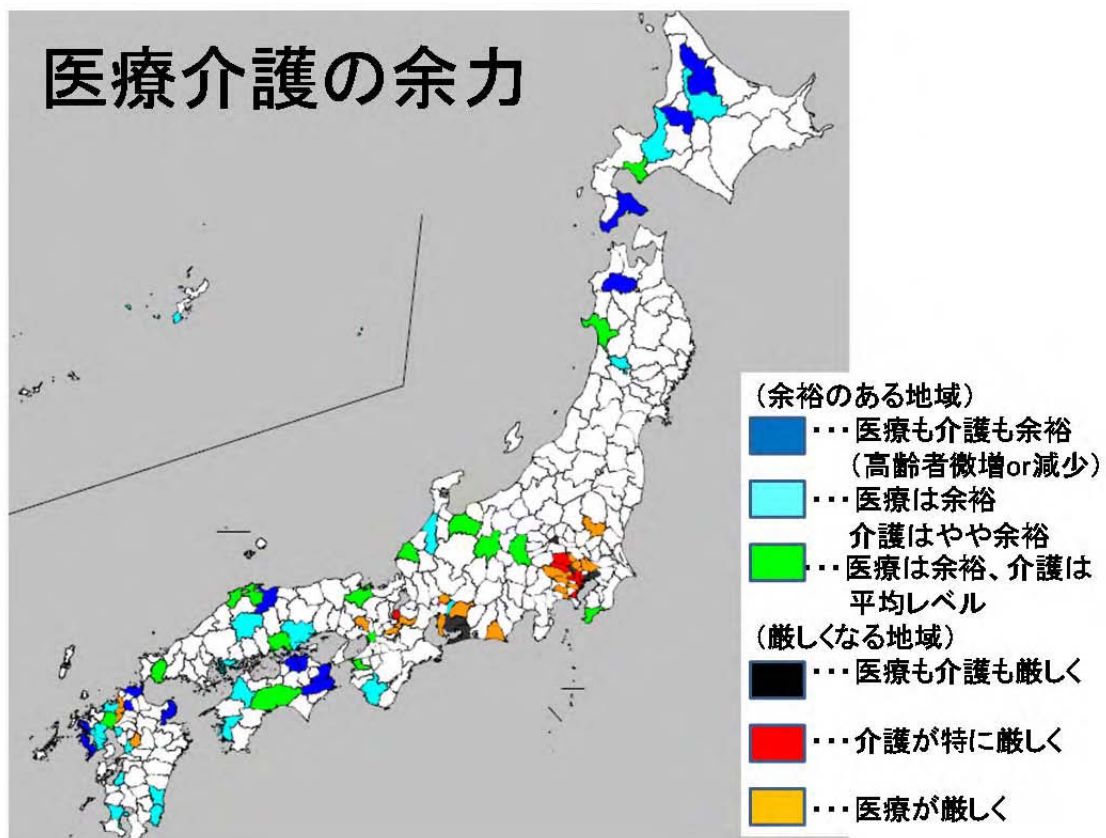 医療介護の余力
（余裕のある地域）
･･･医療も介護も余裕
（高齢者微増or減少）
･･･医療は余裕
介護はやや余裕
･･･医療は余裕、介護は
平均レベル
（厳しくなる地域）
･･･医療も介護も厳しく
･･･介護が特に厳しく
･･･医療が厳しく